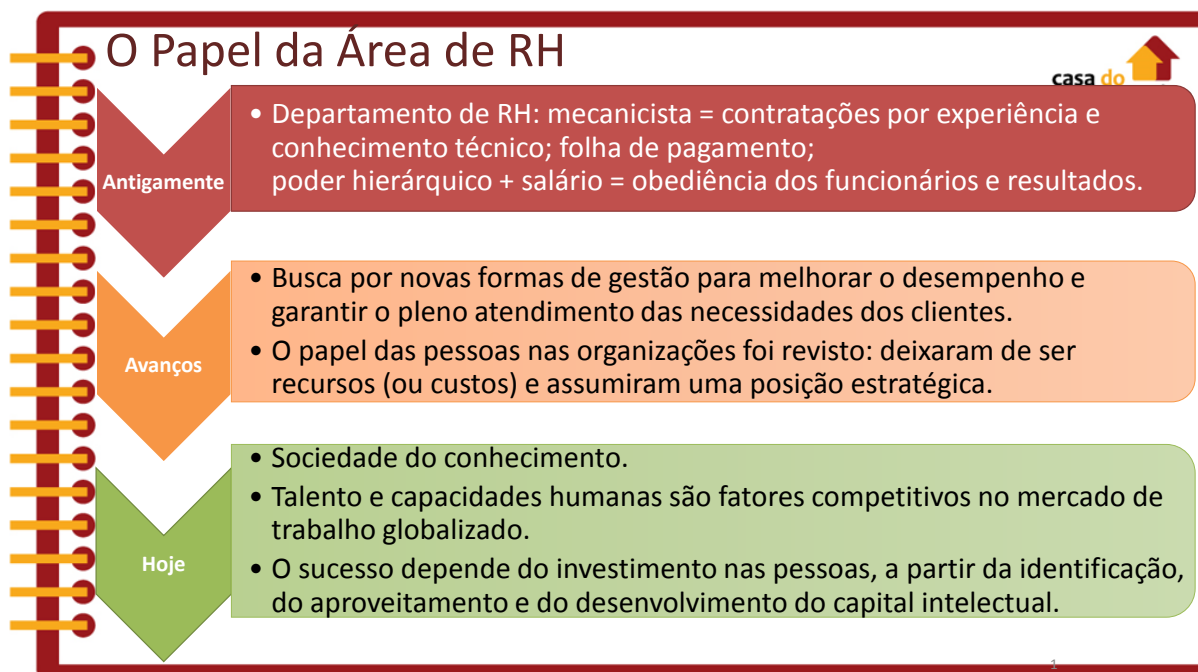 O Papel da Área de RH
casa do
Antigamente
• Departamento de RH: mecanicista = contratações por experiência e
conhecimento técnico; folha de pagamento;
poder hierárquico + salário = obediência dos funcionários e resultados.
Avanços
• Busca por novas formas de gestão para melhorar o desempenho e
garantir o pleno atendimento das necessidades dos clientes.
• O papel das pessoas nas organizações foi revisto: deixaram de ser
recursos (ou custos) e assumiram uma posição estratégica.
Hoje
• Sociedade do conhecimento.
• Talento e capacidades humanas são fatores competitivos no mercado de
trabalho globalizado.
• O sucesso depende do investimento nas pessoas, a partir da identificação,
do aproveitamento e do desenvolvimento do capital intelectual.
1